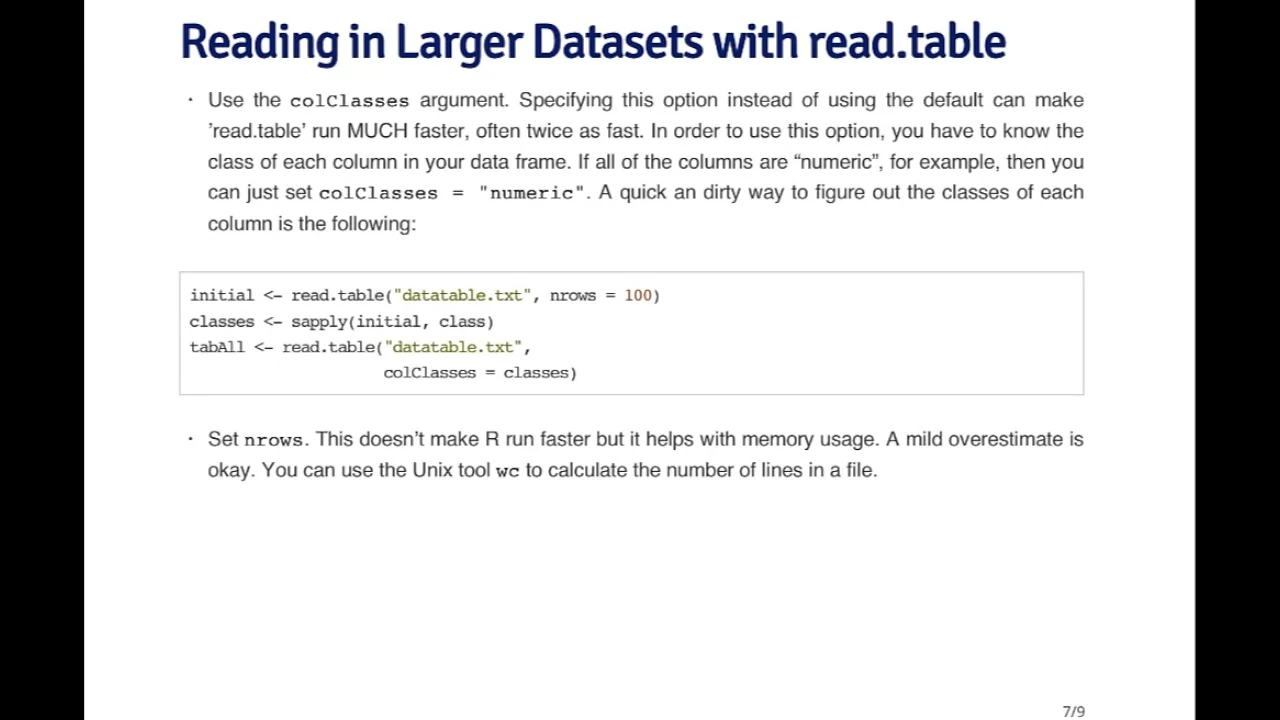 Reading in Larger Datasets with read.table
· Use the colClasses argument. Specifying this option instead of using the default can make
’read.table’ run MUCH faster, often twice as fast. In order to use this option, you have to know the
class of each column in your data frame. If all of the columns are “numeric”, for example, then you
can just set colClasses = "numeric". A quick an dirty way to figure out the classes of each
column is the following:
initial <- read.table("datatable.txt", nrows = 100)
classes <- sapply(initial, class)
tabAll <- read.table("datatable.txt",
colClasses = classes)
· Set nrows. This doesn’t make R run faster but it helps with memory usage. A mild overestimate is
okay. You can use the Unix tool wc to calculate the number of lines in a file.
7/9